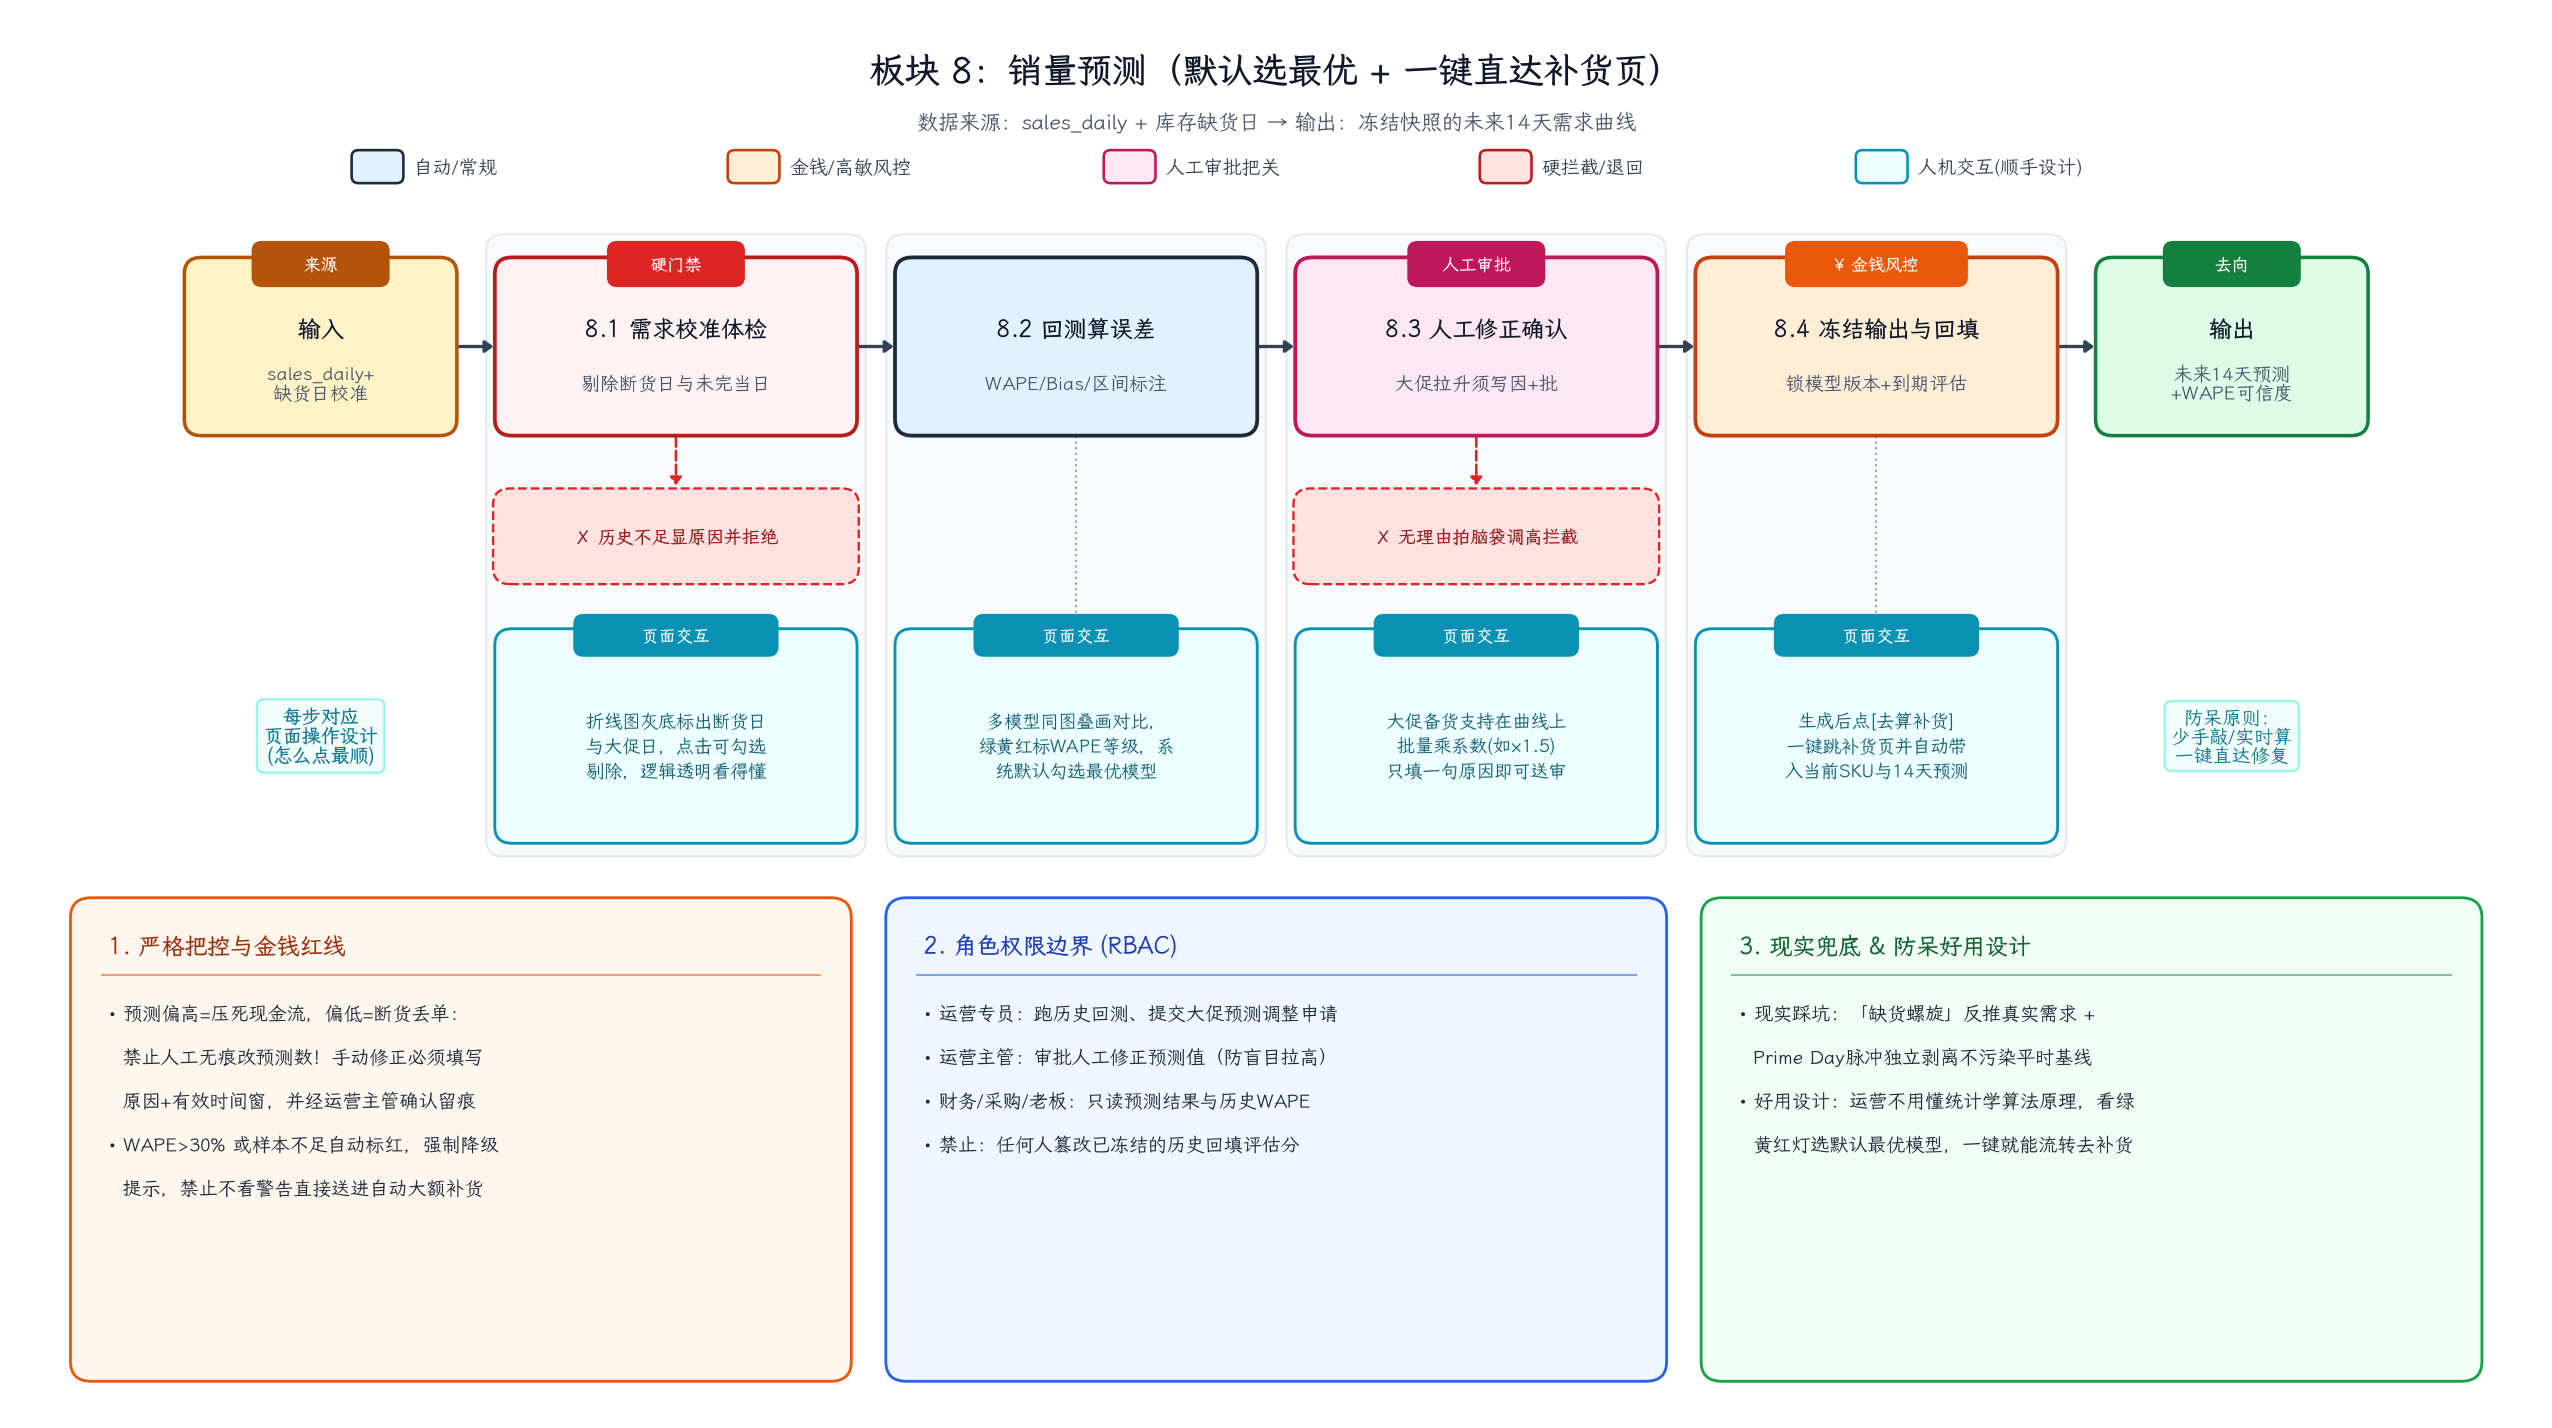 板块 8：销量预测（默认选最优 + 一键直达补货页）
数据来源：sales_daily + 库存缺货日 → 输出：冻结快照的未来14天需求曲线
自动/常规
金钱/高敏风控
人工审批把关
硬拦截/退回
人机交互(顺手设计)
来源
输入
sales_daily+
缺货日校准
硬门禁
8.1 需求校准体检
剔除断货日与未完当日
8.2 回测算误差
WAPE/Bias/区间标注
人工审批
8.3 人工修正确认
大促拉升须写因+批
¥ 金钱风控
8.4 冻结输出与回填
锁模型版本+到期评估
去向
输出
未来14天预测
+WAPE可信度
X 历史不足显原因并拒绝
X 无理由拍脑袋调高拦截
每步对应
页面操作设计
(怎么点最顺)
页面交互
折线图灰底标出断货日
与大促日，点击可勾选
剔除，逻辑透明看得懂
页面交互
多模型同图叠画对比,
绿黄红标WAPE等级，系
统默认勾选最优模型
页面交互
大促备货支持在曲线上
批量乘系数(如×1.5)
只填一句原因即可送审
页面交互
生成后点[去算补货]
一键跳补货页并自动带
入当前SKU与14天预测
防呆原则：
少手敲/实时算
一键直达修复
1. 严格把控与金钱红线
• 预测偏高=压死现金流，偏低=断货丢单：
禁止人工无痕改预测数！手动修正必须填写
原因+有效时间窗，并经运营主管确认留痕
• WAPE>30% 或样本不足自动标红，强制降级
提示，禁止不看警告直接送进自动大额补货
2. 角色权限边界 (RBAC)
• 运营专员：跑历史回测、提交大促预测调整申请
• 运营主管：审批人工修正预测值（防盲目拉高）
• 财务/采购/老板：只读预测结果与历史WAPE
• 禁止：任何人篡改已冻结的历史回填评估分
3. 现实兜底 & 防呆好用设计
• 现实踩坑：「缺货螺旋」反推真实需求 +
Prime Day脉冲独立剥离不污染平时基线
• 好用设计：运营不用懂统计学算法原理，看绿
黄红灯选默认最优模型，一键就能流转去补货